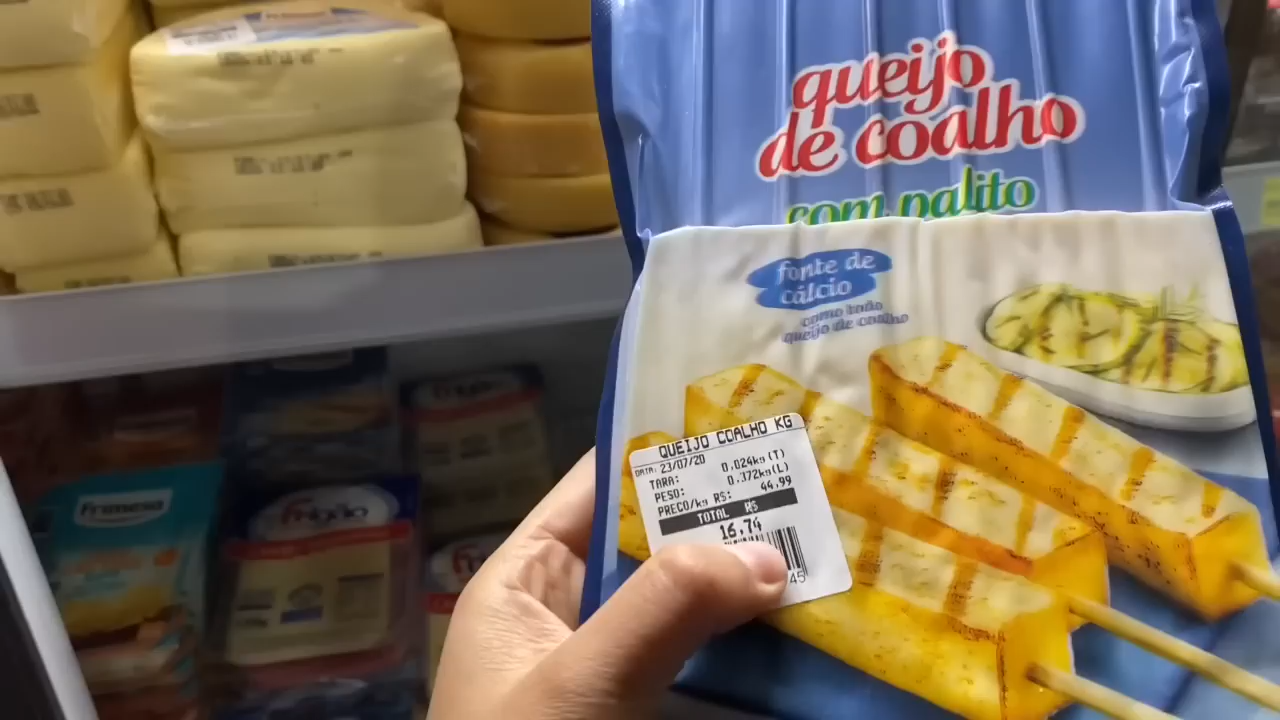 queijo
de coalho
com palito
fonte de
cálcio
como todo
queijo de coalho
QUEIJO COALHO KG
DATA: 23/07/20
TARA: 0.024kg(T)
PESO: 0.372kg(L)
PRECO/kg R$: 44.99
TOTAL R$
16.74
45
Frimesa